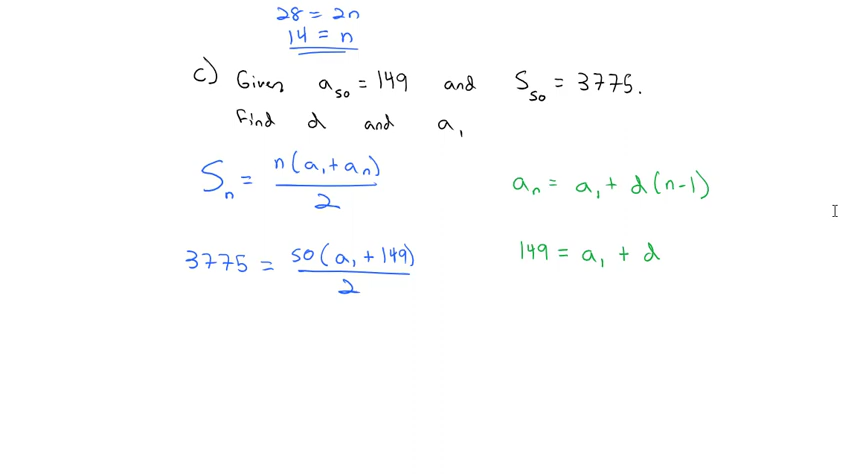 28 = 2n
14 = n
c) Given a₅₀ = 149 and S₅₀ = 3775.
Find d and a₁
Sₙ = n(a₁ + aₙ) / 2
aₙ = a₁ + d(n-1)
3775 = 50(a₁ + 149) / 2
149 = a₁ + d